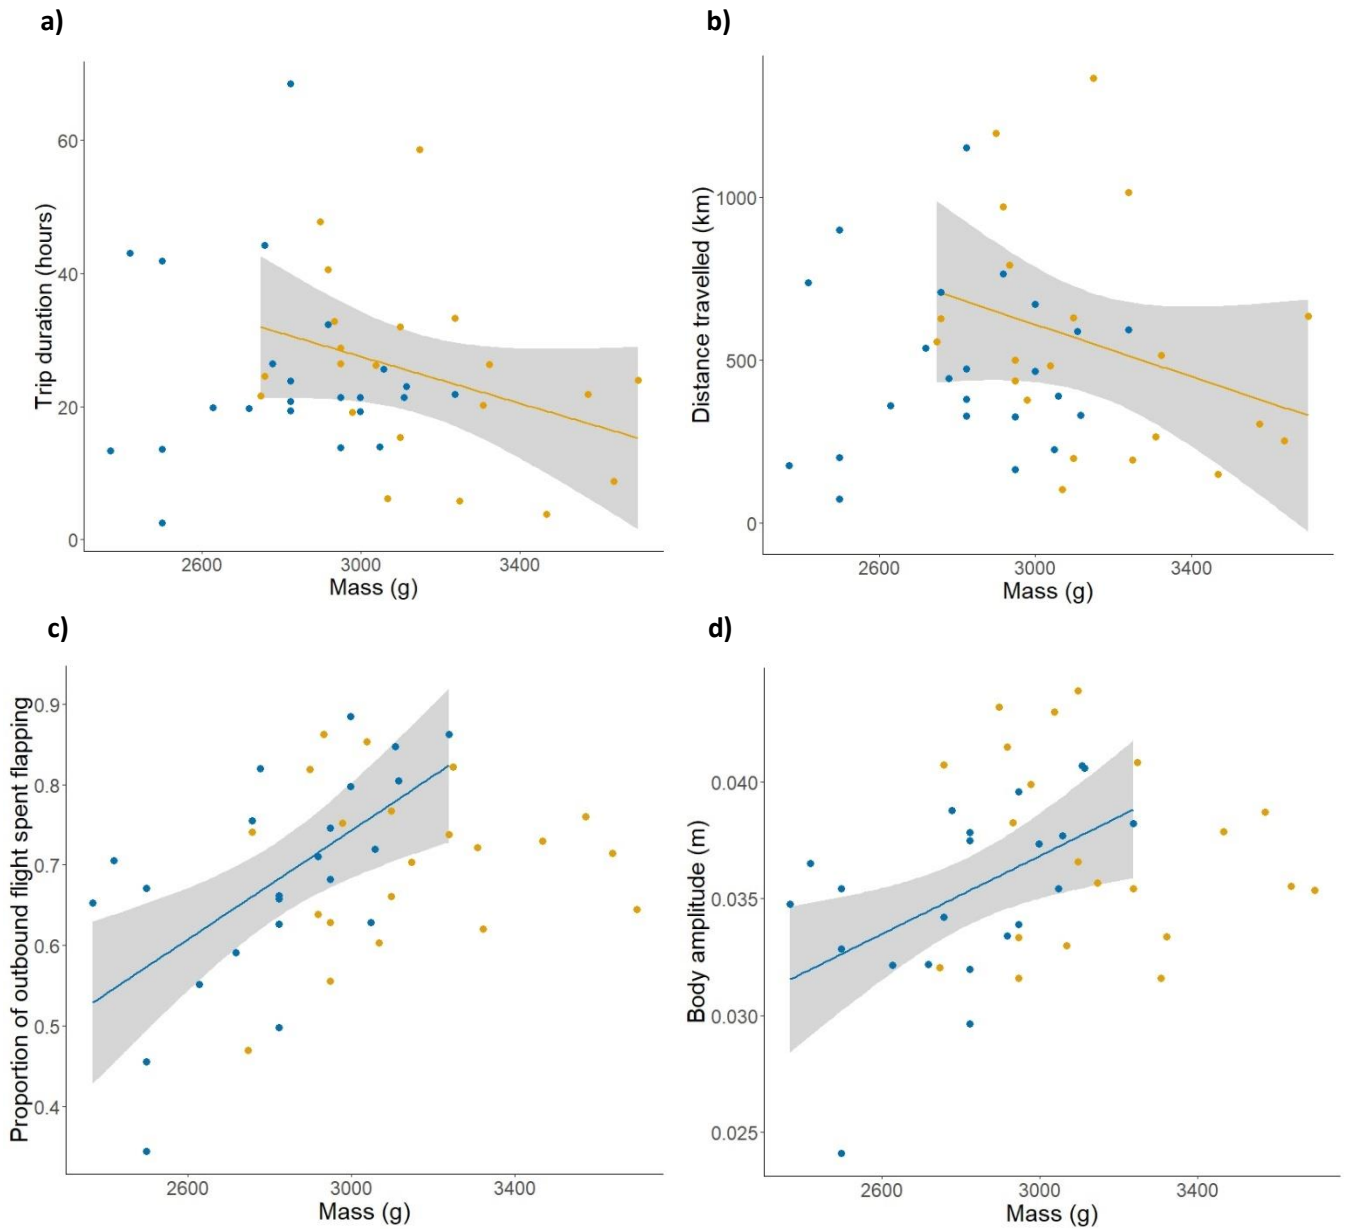 a)
60
40
20
0
Trip duration (hours)
2600 3000 3400
Mass (g)
b)
1000
500
0
Distance travelled (km)
2600 3000 3400
Mass (g)
c)
0.9
0.8
0.7
0.6
0.5
0.4
Proportion of outbound flight spent flapping
2600 3000 3400
Mass (g)
d)
0.040
0.035
0.030
0.025
Body amplitude (m)
2600 3000 3400
Mass (g)